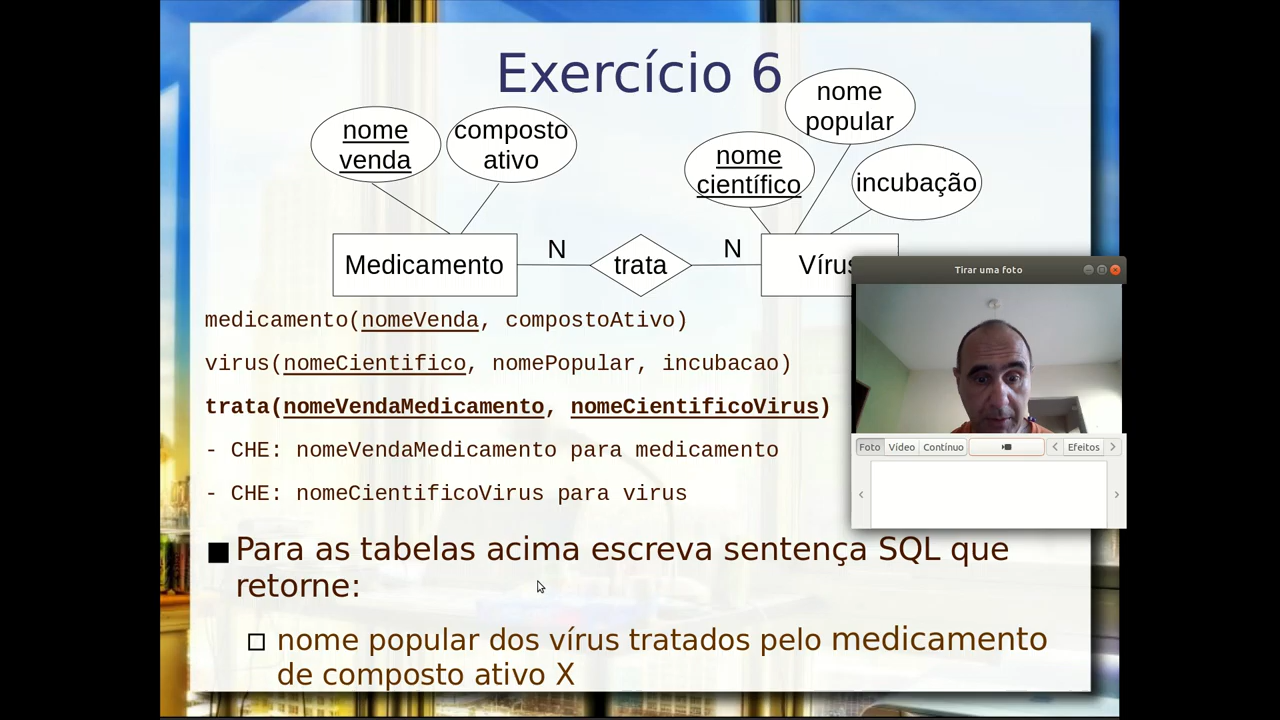 Exercício 6
nome
popular
nome
venda
composto
ativo
nome
científico
incubação
Medicamento
N
trata
N
Vírus
Tirar uma foto
medicamento(nomeVenda, compostoAtivo)
virus(nomeCientifico, nomePopular, incubacao)
trata(nomeVendaMedicamento, nomeCientificoVirus)
- CHE: nomeVendaMedicamento para medicamento
- CHE: nomeCientificoVirus para virus
Foto Vídeo Contínuo Efeitos
Para as tabelas acima escreva sentença SQL que
retorne:
nome popular dos vírus tratados pelo medicamento
de composto ativo X